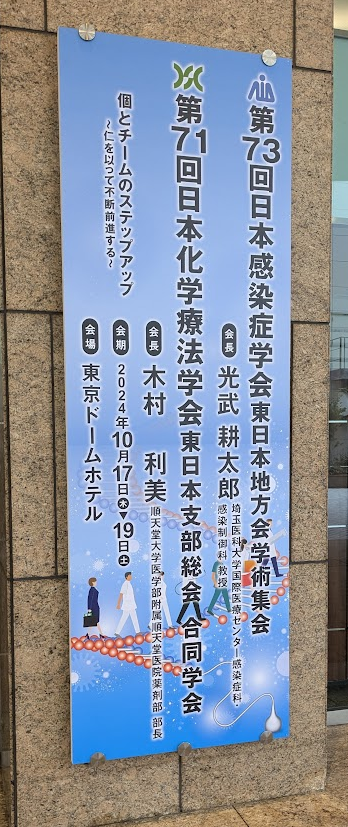 第73回日本感染症学会東日本地方会学術集会
会長 光武 耕太郎 埼玉医科大学国際医療センター感染症科・感染制御科 教授
第71回日本化学療法学会東日本支部総会 合同学会
会長 木村 利美 順天堂大学医学部附属順天堂医院薬剤部 部長
個とチームのステップアップ
～仁を以って不断前進する～
会期 2024年10月17日㊍▶19日㊏
会場 東京ドームホテル